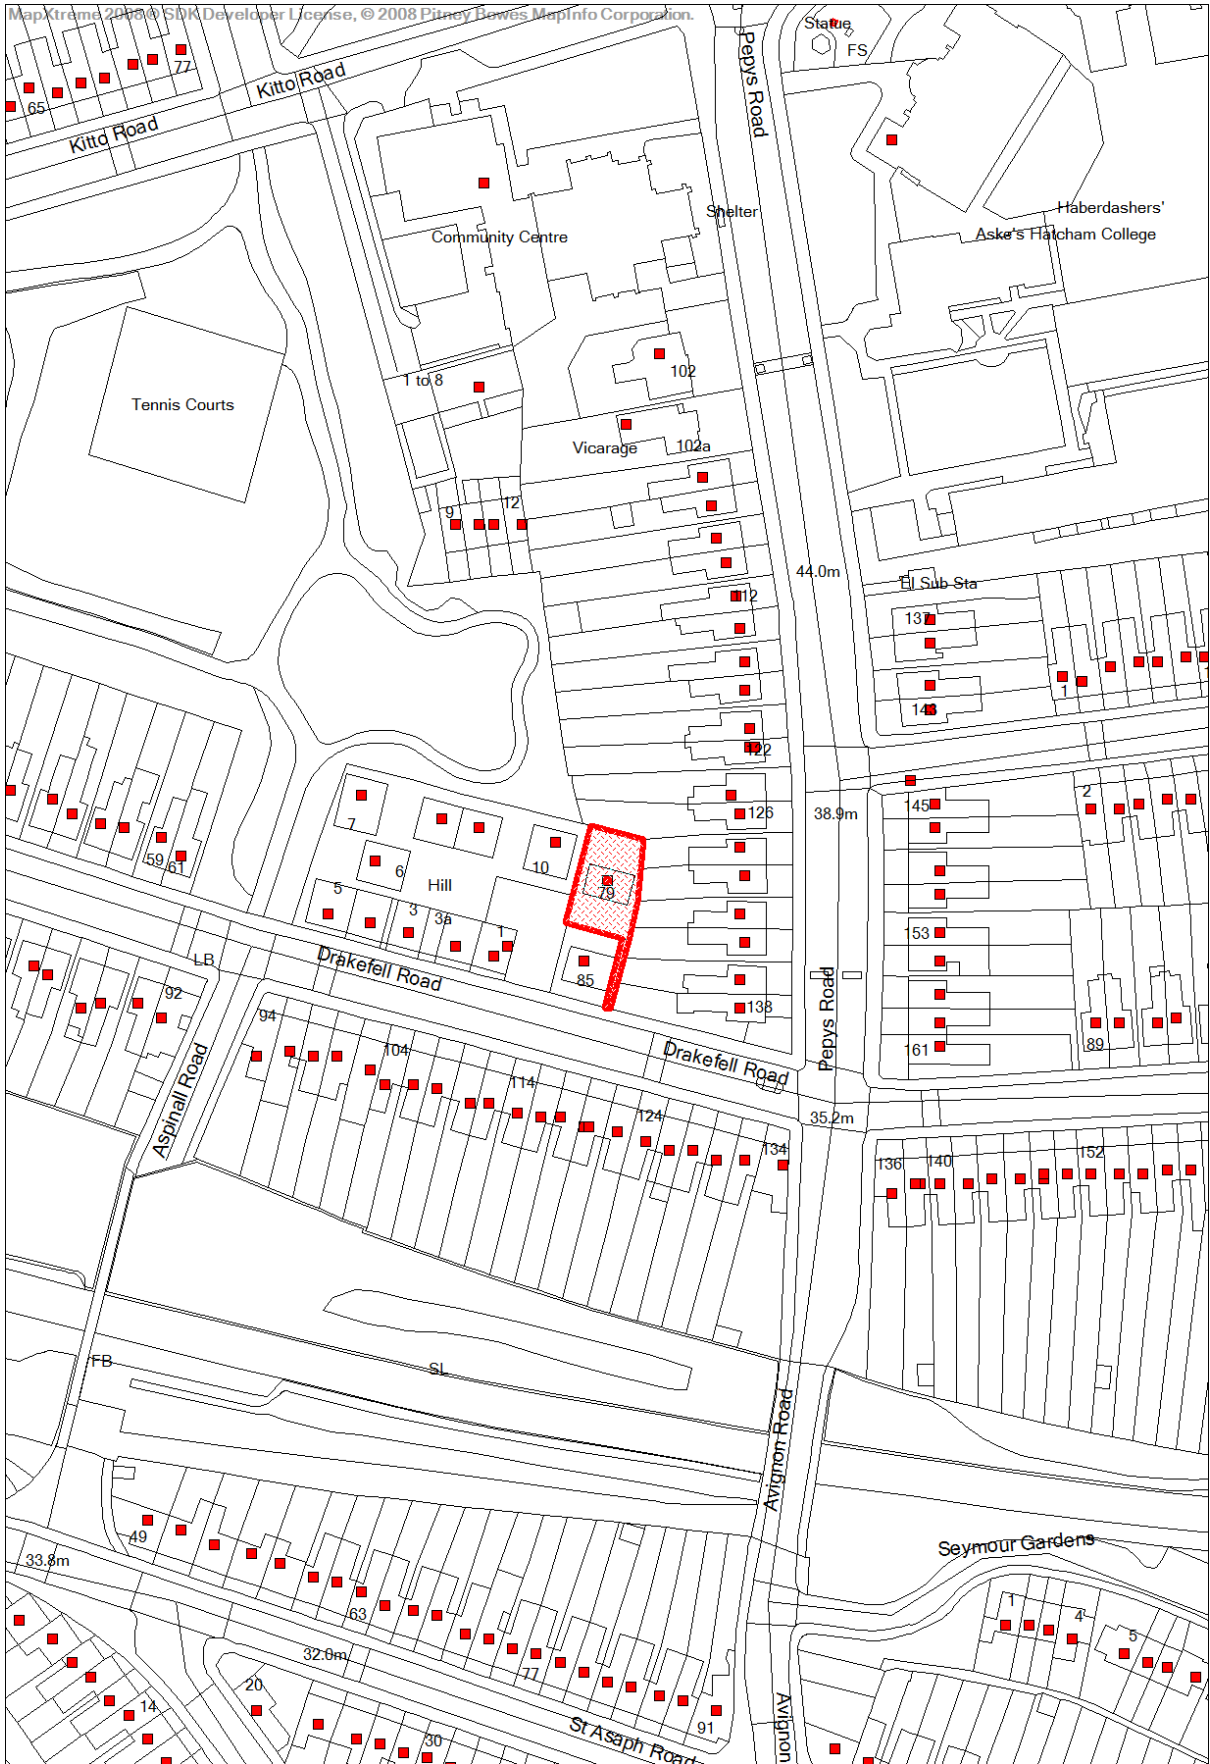 MapXtreme 2008 ® SDK Developer License, © 2008 Pitney Bowes MapInfo Corporation.
Statue
FS
Pepys Road
77
65
Kitto Road
Kitto Road
Shelter
Haberdashers'
Aske's Hatcham College
Community Centre
102
1 to 8
Tennis Courts
Vicarage
102a
9
12
44.0m
El Sub Sta
112
137
1
143
122
2
7
126
38.9m
145
59
61
10
6
5
Hill
79
3
3a
1
153
LB
Drakefell Road
85
Pepys Road
92
138
94
104
Drakefell Road
161
89
Aspinall Road
114
124
35.2m
134
136
140
152
FB
SL
Avignon Road
49
Seymour Gardens
33.8m
63
1
4
5
32.0m
77
20
14
91
St Asaph Road
Avignon
30